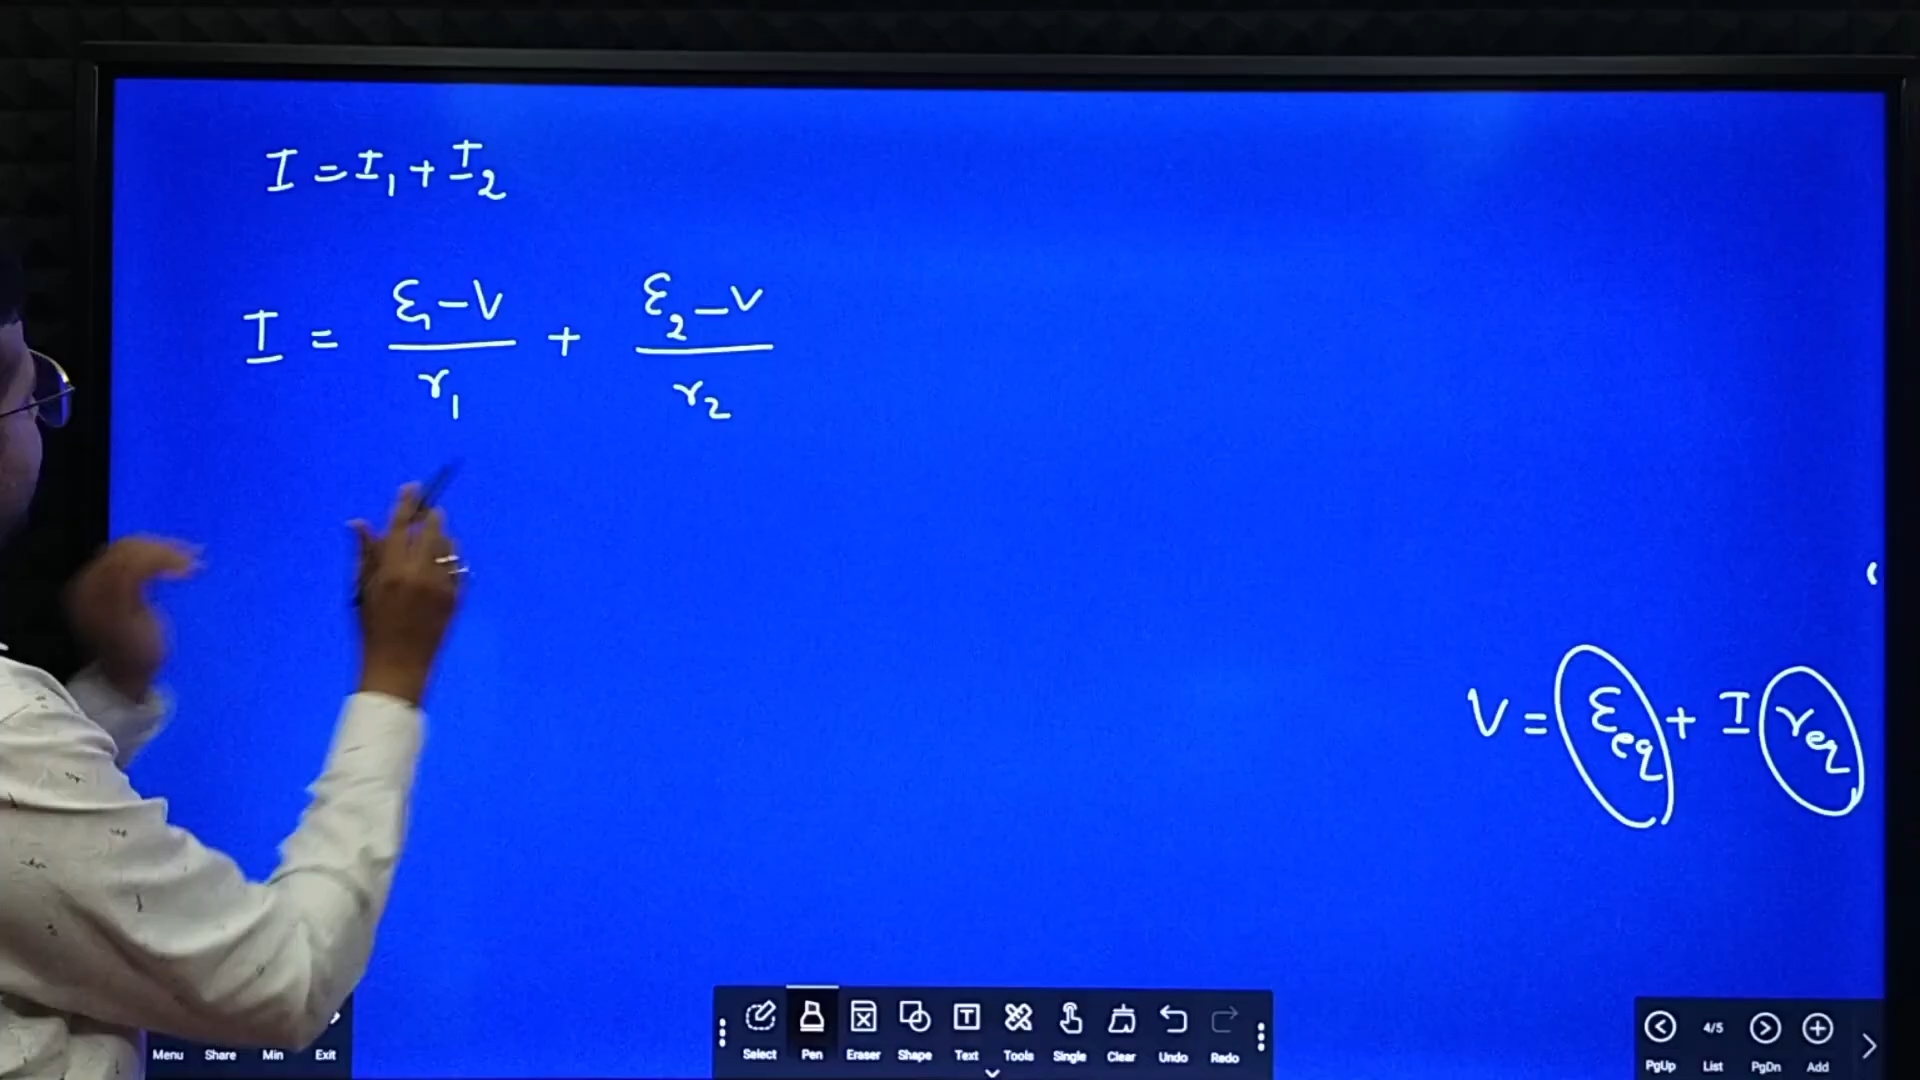 I = I₁ + I₂
I = ε₁ - V / r₁ + ε₂ - V / r₂
V = εeq + I req
Menu Share Min Exit
Select Pen Eraser Shape Text Tools Single Clear Undo Redo
4/5
PgUp List PgDn Add